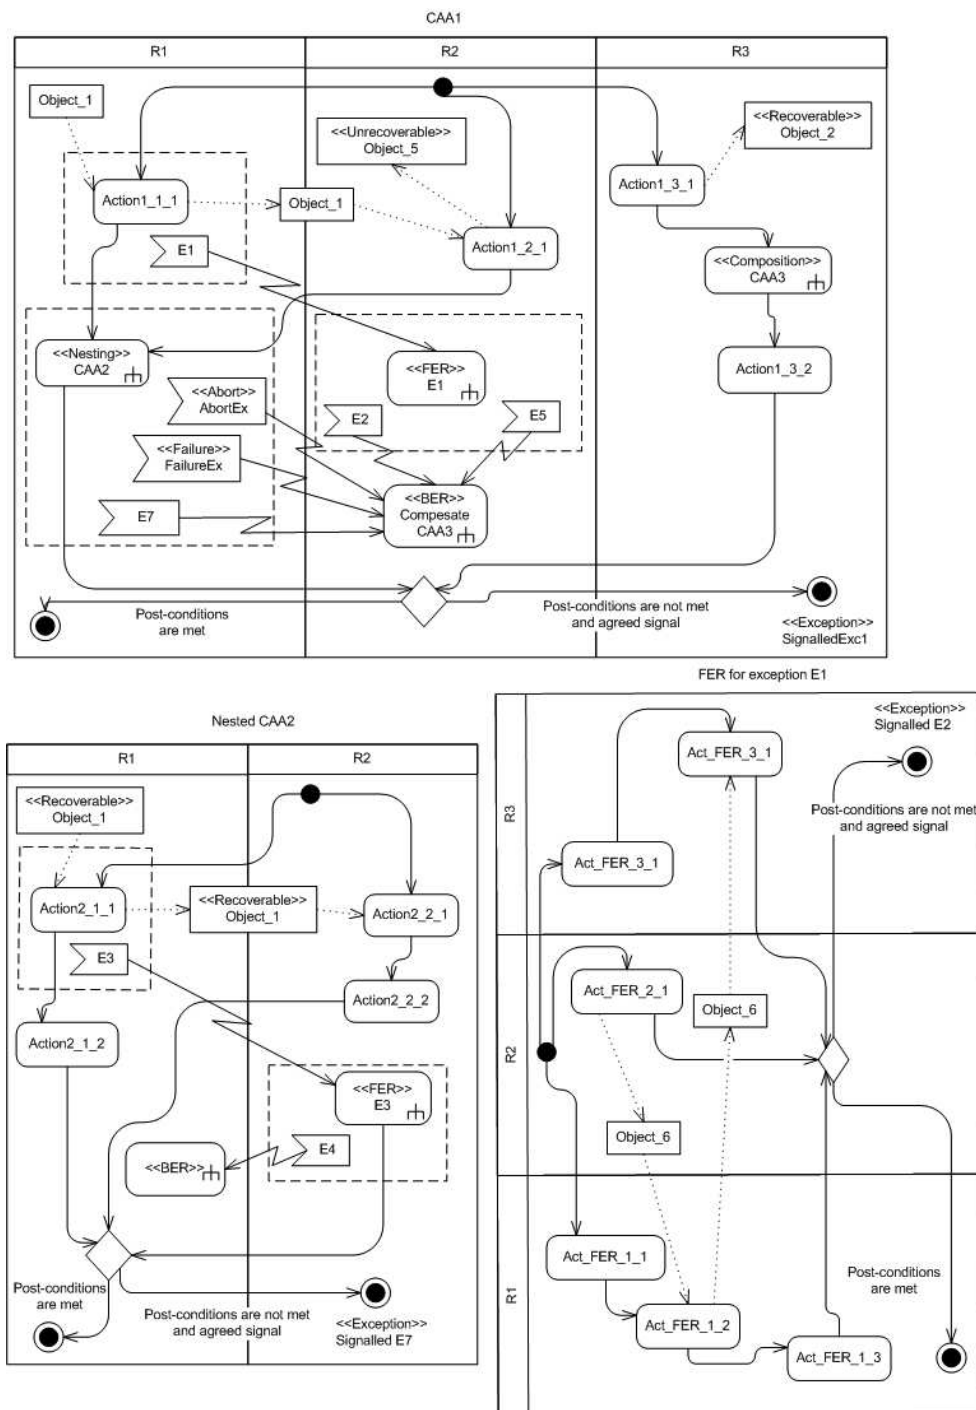 CAA1
R1
R2
R3
Object_1
<<Unrecoverable>>
Object_5
<<Recoverable>>
Object_2
Action1_1_1
Object_1
Action1_3_1
E1
Action1_2_1
<<Composition>>
CAA3
<<Nesting>>
CAA2
<<FER>>
E1
Action1_3_2
<<Abort>>
AbortEx
E2
E5
<<Failure>>
FailureEx
<<BER>>
Compesate
CAA3
E7
Post-conditions
are met
Post-conditions are not met
and agreed signal
<<Exception>>
SignalledExc1
FER for exception E1
Nested CAA2
R1
R2
<<Recoverable>>
Object_1
Action2_1_1
<<Recoverable>>
Object_1
Action2_2_1
E3
Action2_2_2
Action2_1_2
<<FER>>
E3
E4
<<BER>>
Post-conditions
are met
Post-conditions are not met
and agreed signal
<<Exception>>
Signalled E7
R3
<<Exception>>
Signalled E2
Act_FER_3_1
Post-conditions are not met
and agreed signal
Act_FER_3_1
R2
Act_FER_2_1
Object_6
Object_6
R1
Act_FER_1_1
Post-conditions
are met
Act_FER_1_2
Act_FER_1_3